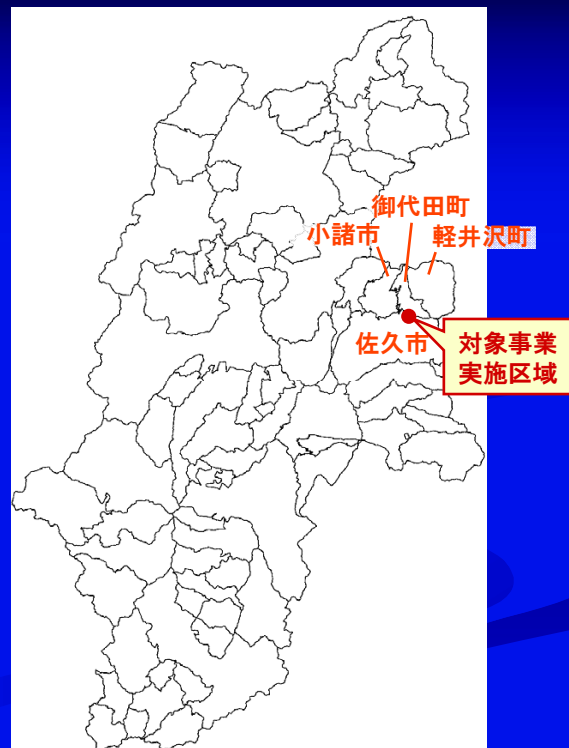 御代田町
小諸市
軽井沢町
佐久市
対象事業
実施区域